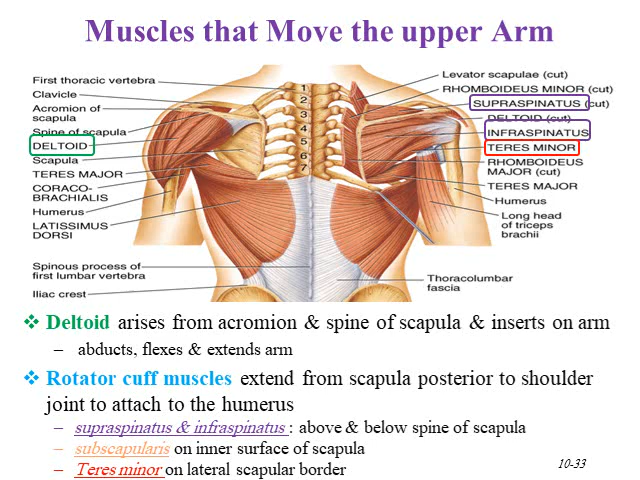 Muscles that Move the upper Arm
First thoracic vertebra
Clavicle
Acromion of
scapula
Spine of scapula
DELTOID
Scapula
TERES MAJOR
CORACO-
BRACHIALIS
Humerus
LATISSIMUS
DORSI
Spinous process of
first lumbar vertebra
Iliac crest
1
2
3
4
5
6
7
Levator scapulae (cut)
RHOMBOIDEUS MINOR (cut)
SUPRASPINATUS (cut)
DELTOID (cut)
INFRASPINATUS
TERES MINOR
RHOMBOIDEUS
MAJOR (cut)
TERES MAJOR
Humerus
Long head
of triceps
brachii
Thoracolumbar
fascia
❖ Deltoid arises from acromion & spine of scapula & inserts on arm
– abducts, flexes & extends arm
❖ Rotator cuff muscles extend from scapula posterior to shoulder
joint to attach to the humerus
– supraspinatus & infraspinatus : above & below spine of scapula
– subscapularis on inner surface of scapula
– Teres minor on lateral scapular border
10-33